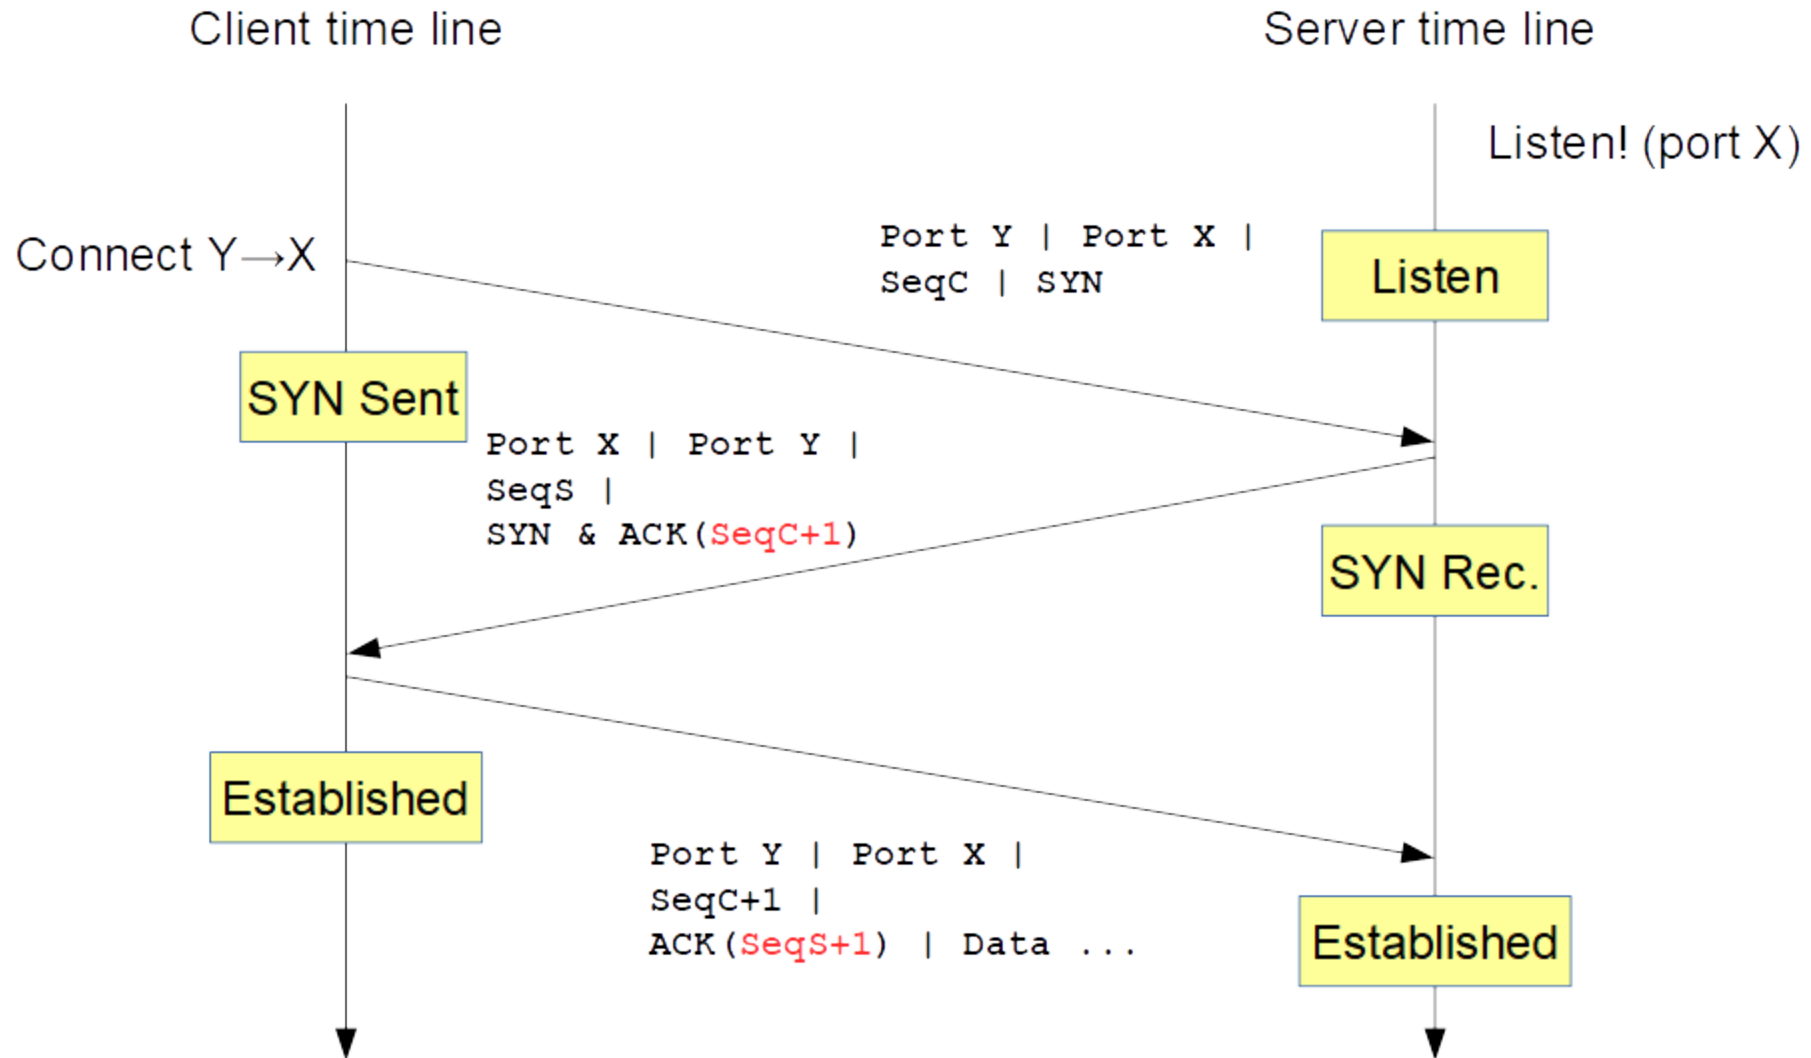 Client time line
Server time line
Listen! (port X)
Connect Y→X
Port Y | Port X |
SeqC | SYN
Listen
SYN Sent
Port X | Port Y |
SeqS |
SYN & ACK(SeqC+1)
SYN Rec.
Established
Port Y | Port X |
SeqC+1 |
ACK(SeqS+1) | Data ...
Established